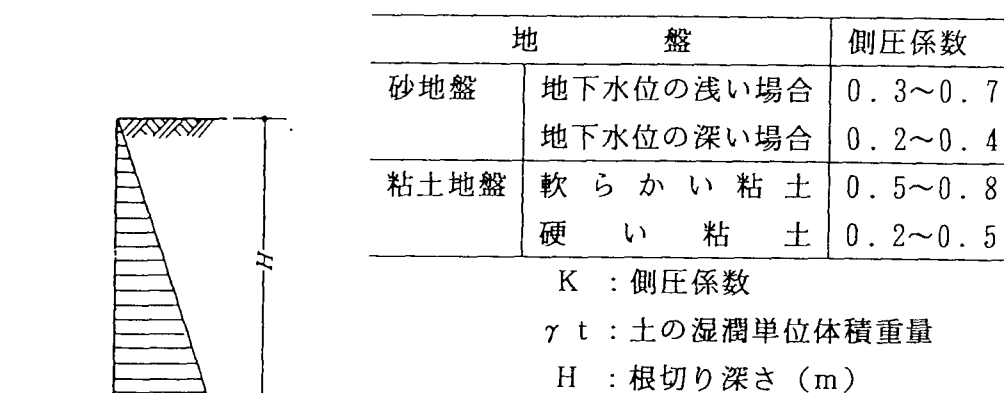 地盤 側圧係数
砂地盤 地下水位の浅い場合 0.3～0.7
地下水位の深い場合 0.2～0.4
粘土地盤 軟らかい粘土 0.5～0.8
硬い粘土 0.2～0.5
H
K :側圧係数
γt:土の湿潤単位体積重量
H :根切り深さ(m)